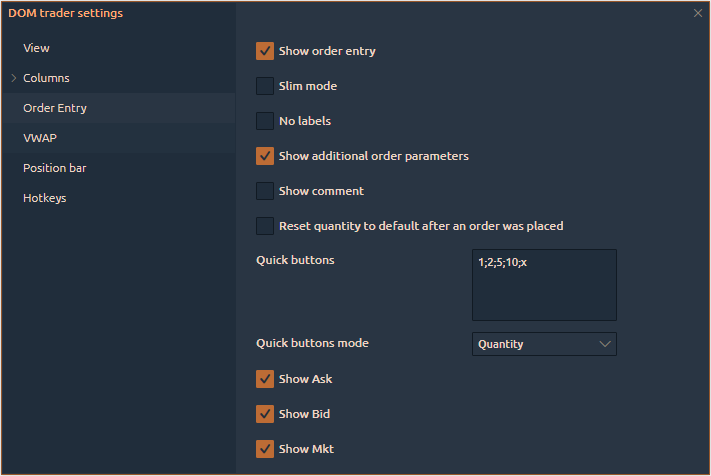 DOM trader settings
View
Columns
Order Entry
VWAP
Position bar
Hotkeys
Show order entry
Slim mode
No labels
Show additional order parameters
Show comment
Reset quantity to default after an order was placed
Quick buttons
1;2;5;10;x
Quick buttons mode
Quantity
Show Ask
Show Bid
Show Mkt